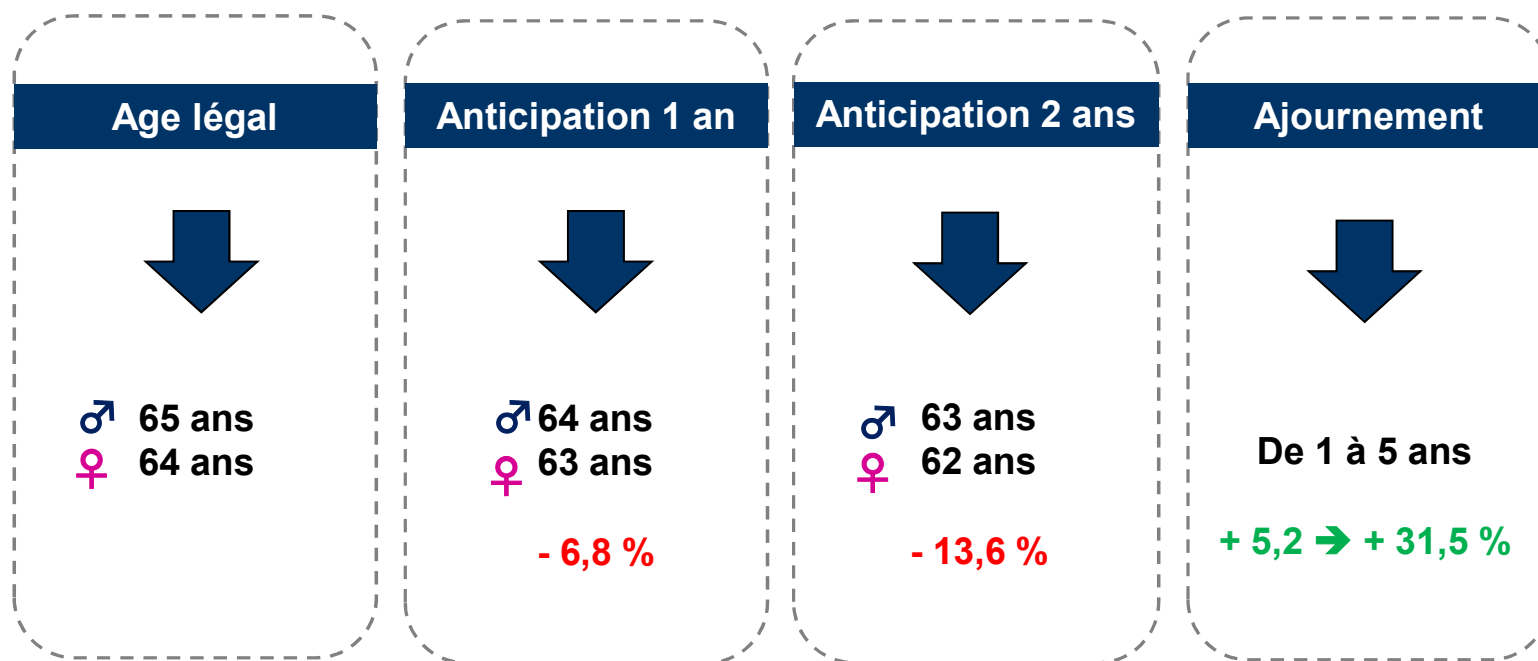 Age légal
♂ 65 ans
♀ 64 ans
Anticipation 1 an
♂ 64 ans
♀ 63 ans
- 6,8 %
Anticipation 2 ans
♂ 63 ans
♀ 62 ans
- 13,6 %
Ajournement
De 1 à 5 ans
+ 5,2 ➔ + 31,5 %